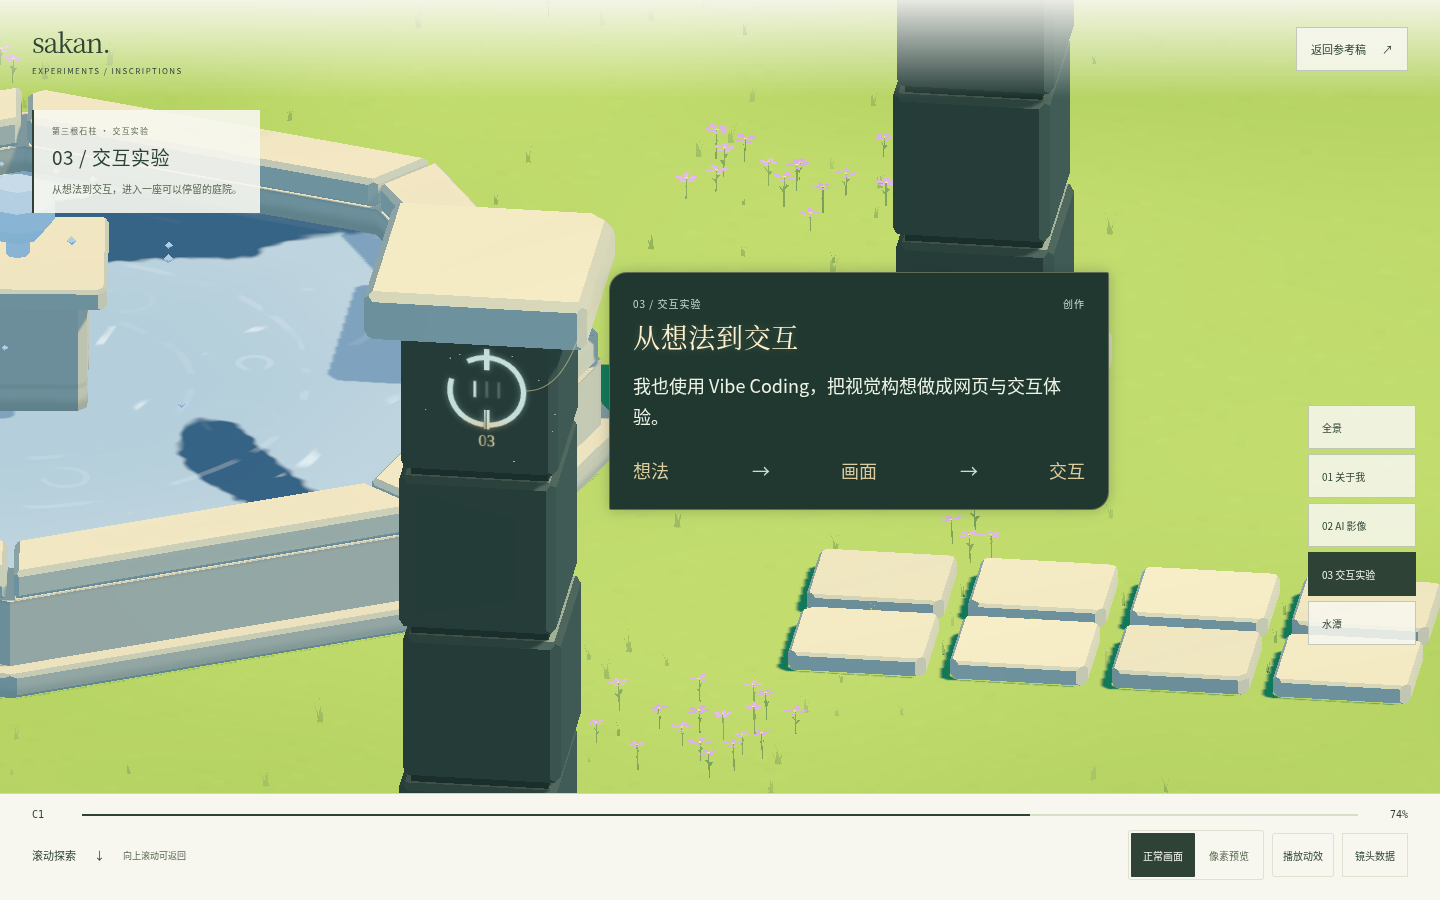 sakan.
EXPERIMENTS / INSCRIPTIONS
返回参考稿 ↗
第三根石柱 · 交互实验
03 / 交互实验
从想法到交互，进入一座可以停留的庭院。
03
03 / 交互实验
创作
从想法到交互
我也使用 Vibe Coding，把视觉构想做成网页与交互体
验。
想法 → 画面 → 交互
全景
01 关于我
02 AI 影像
03 交互实验
水潭
C1
74%
滚动探索 ↓ 向上滚动可返回
正常画面
像素预览
播放动效
镜头数据